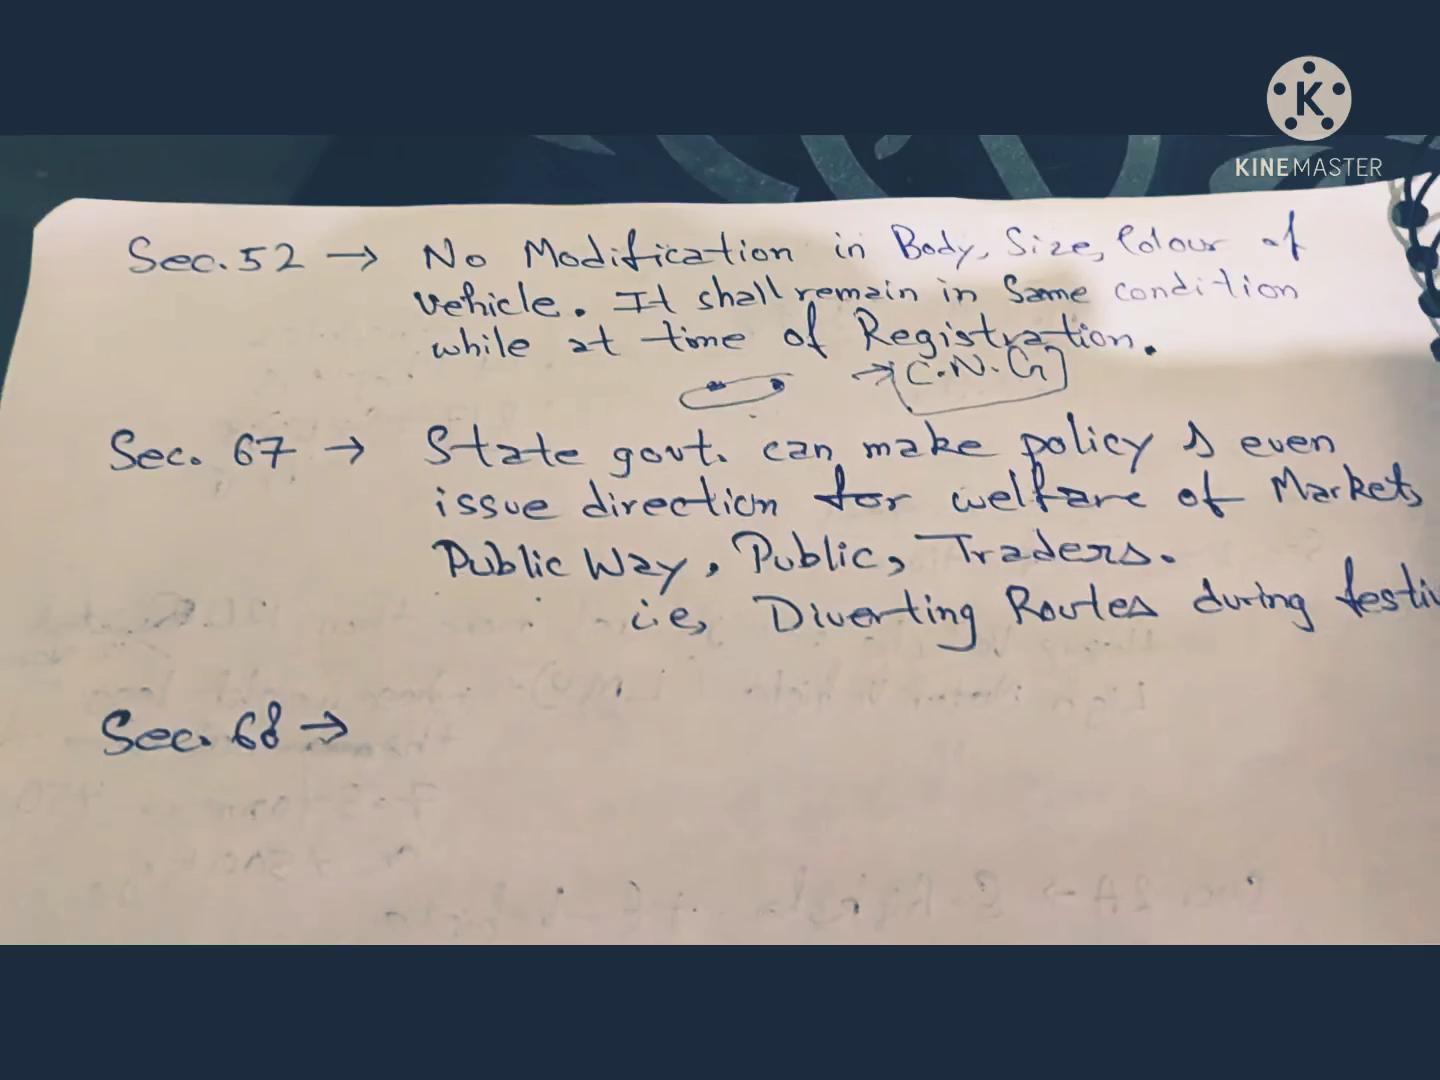 KINEMASTER
Sec. 52 → No Modification in Body, Size, Colour of
vehicle. It shall remain in Same condition
while at time of Registration.
→ C.N.G
Sec. 67 → State govt. can make policy & even
issue direction for welfare of Markets
Public Way, Public, Traders.
i.e, Diverting Routes during festiv
Sec. 68 →